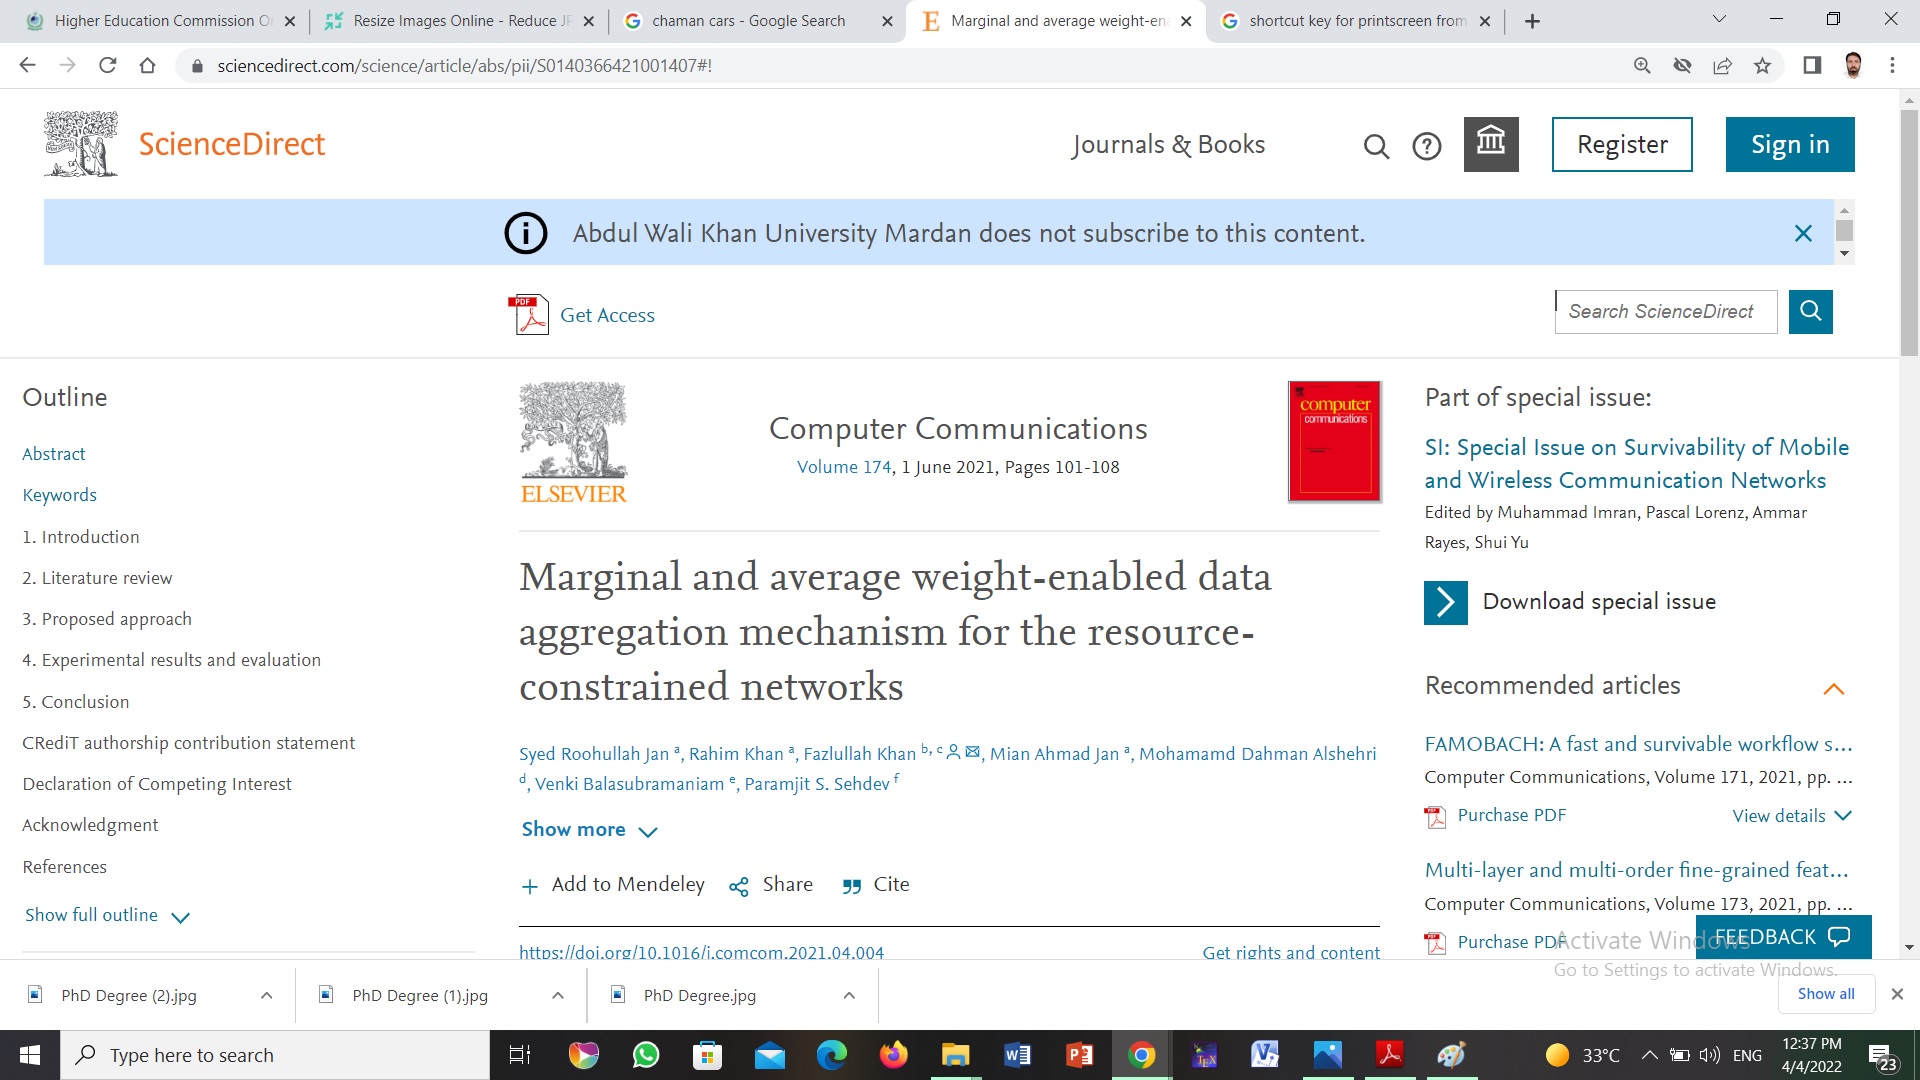 Higher Education Commission O
Resize Images Online - Reduce JP
chaman cars - Google Search
Marginal and average weight-en
shortcut key for printscreen from
sciencedirect.com/science/article/abs/pii/S0140366421001407#!
ScienceDirect
Journals & Books
Register
Sign in
Abdul Wali Khan University Mardan does not subscribe to this content.
Get Access
Search ScienceDirect
Outline
Abstract
Keywords
1. Introduction
2. Literature review
3. Proposed approach
4. Experimental results and evaluation
5. Conclusion
CRediT authorship contribution statement
Declaration of Competing Interest
Acknowledgment
References
Show full outline
ELSEVIER
Computer Communications
Volume 174, 1 June 2021, Pages 101-108
computer
communications
Marginal and average weight-enabled data
aggregation mechanism for the resource-
constrained networks
Syed Roohullah Jan a, Rahim Khan a, Fazlullah Khan b, c, Mian Ahmad Jan a, Mohamamd Dahman Alshehri
d, Venki Balasubramaniam e, Paramjit S. Sehdev f
Show more
Add to Mendeley
Share
Cite
https://doi.org/10.1016/j.comcom.2021.04.004
Get rights and content
Part of special issue:
SI: Special Issue on Survivability of Mobile
and Wireless Communication Networks
Edited by Muhammad Imran, Pascal Lorenz, Ammar
Rayes, Shui Yu
Download special issue
Recommended articles
FAMOBACH: A fast and survivable workflow s...
Computer Communications, Volume 171, 2021, pp. ...
Purchase PDF
View details
Multi-layer and multi-order fine-grained feat...
Computer Communications, Volume 173, 2021, pp. ...
Purchase PDF
FEEDBACK
Activate Windows
Go to Settings to activate Windows.
PhD Degree (2).jpg
PhD Degree (1).jpg
PhD Degree.jpg
Show all
Type here to search
33°C
ENG
12:37 PM
4/4/2022
23